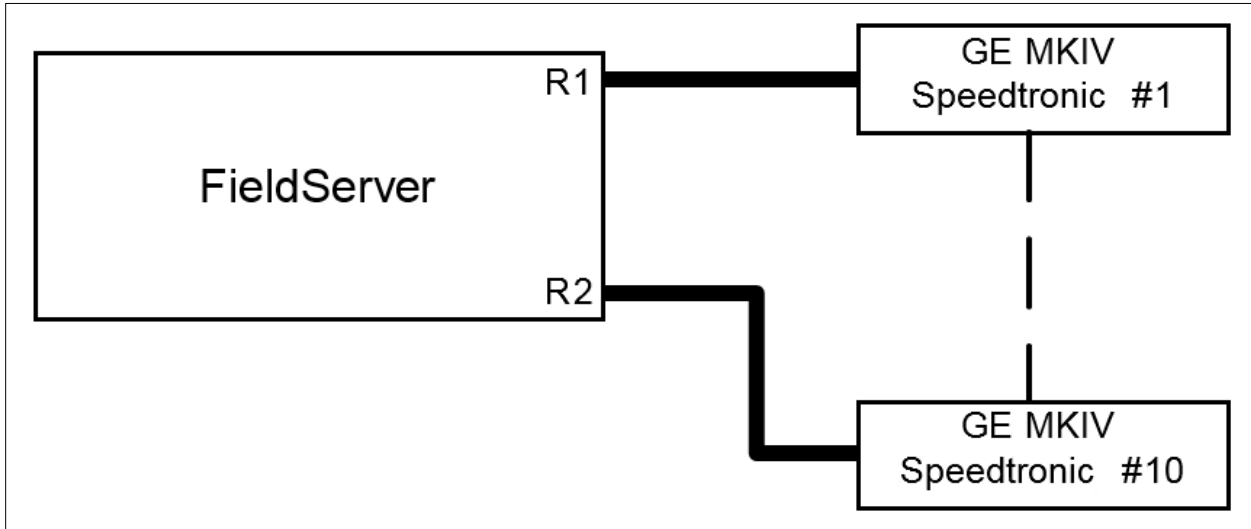 FieldServer
R1
R2
GE MKIV
Speedtronic #1
GE MKIV
Speedtronic #10